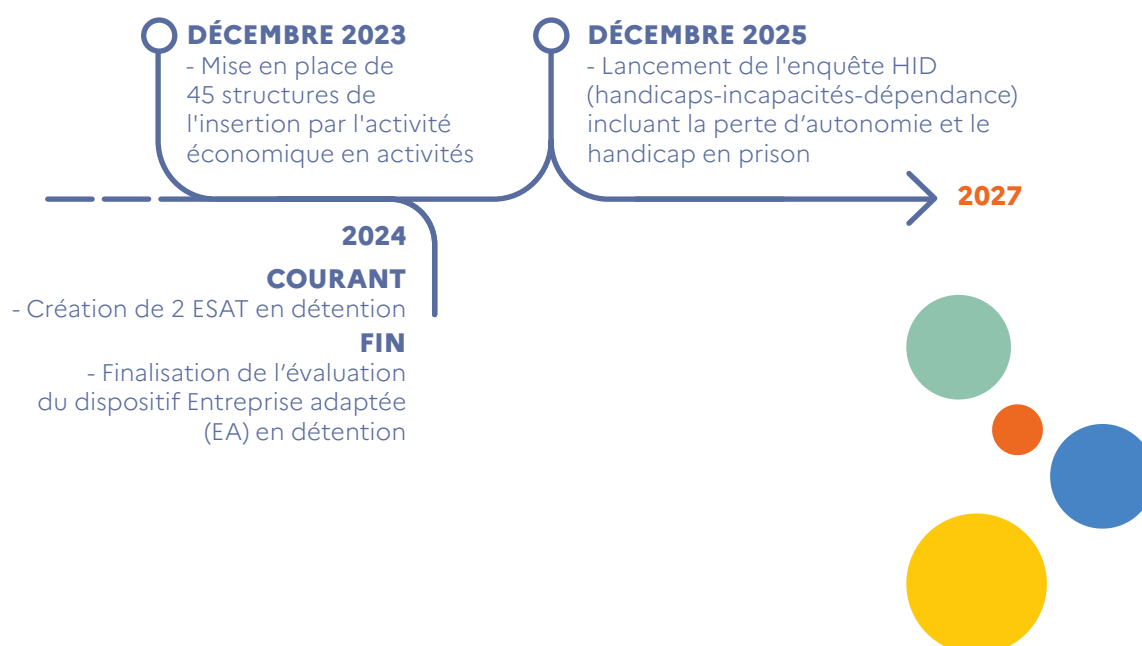 DÉCEMBRE 2023
- Mise en place de
45 structures de
l'insertion par l'activité
économique en activités
DÉCEMBRE 2025
- Lancement de l'enquête HID
(handicaps-incapacités-dépendance)
incluant la perte d’autonomie et le
handicap en prison
2027
2024
COURANT
- Création de 2 ESAT en détention
FIN
- Finalisation de l’évaluation
du dispositif Entreprise adaptée
(EA) en détention